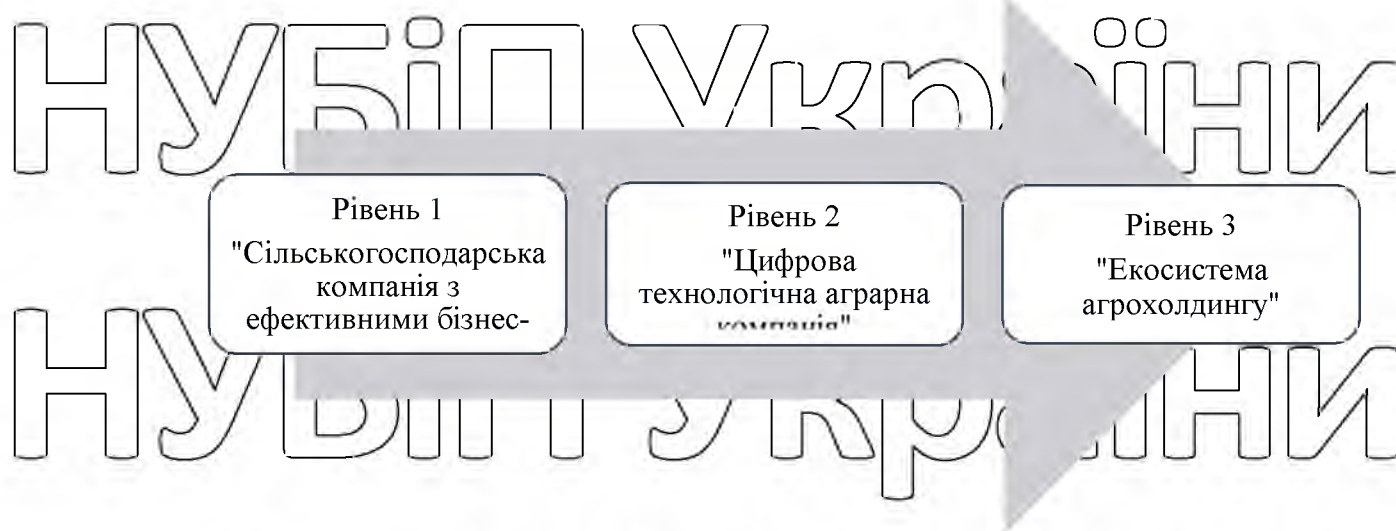 НУБіП України
Рівень 1
"Сільськогосподарська
компанія з
ефективними бізнес-
Рівень 2
"Цифрова
технологічна аграрна
компанія"
Рівень 3
"Екосистема
агрохолдингу"
НУБіП України